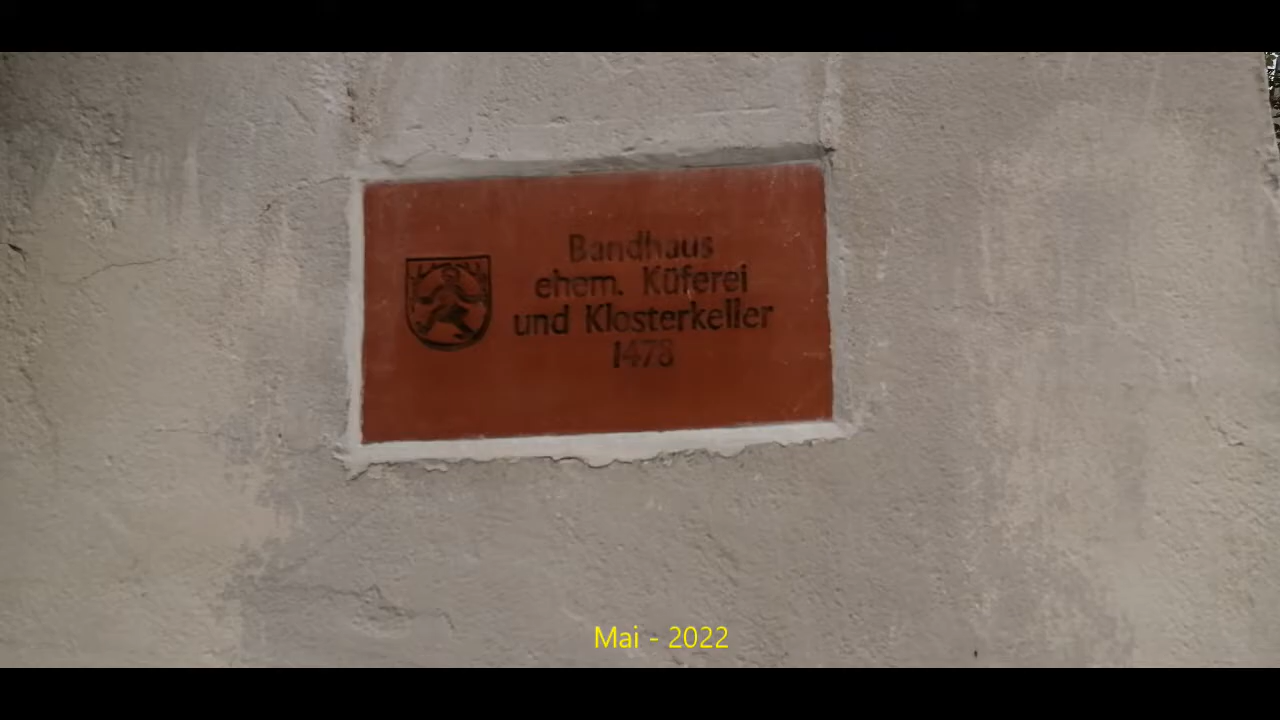 Bandhaus
ehem. Küferei
und Klosterkeller
1478
Mai - 2022